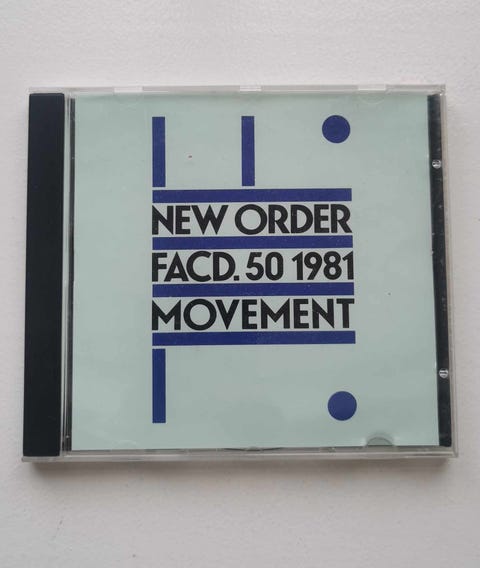 NEW ORDER
FACD. 50 1981
MOVEMENT